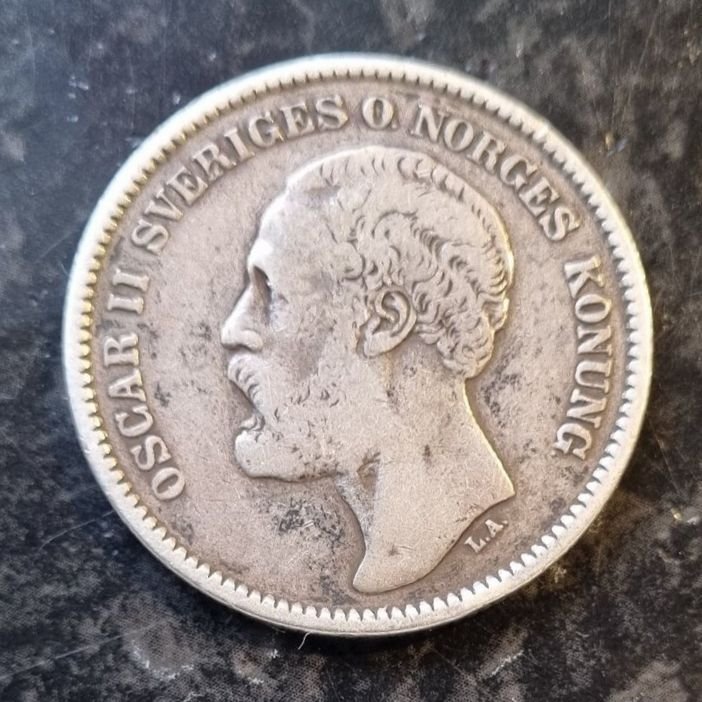 OSCAR II SVERIGES O. NORGES KONUNG
L.A.